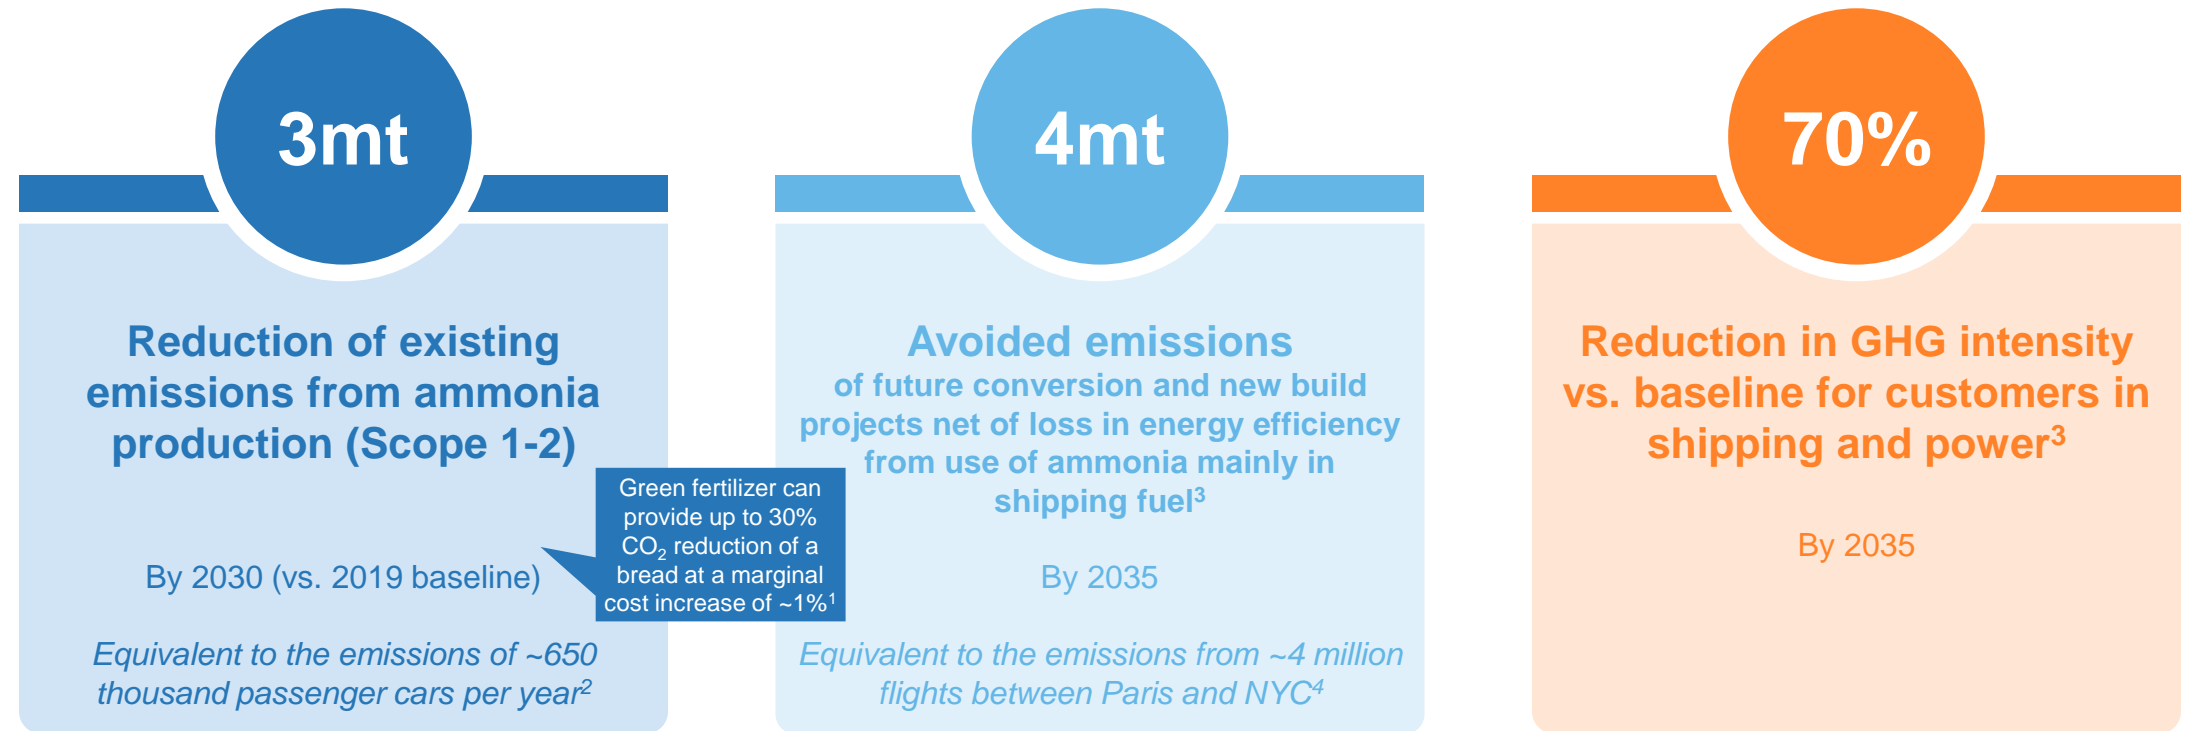 3mt
Reduction of existing
emissions from ammonia
production (Scope 1-2)
By 2030 (vs. 2019 baseline)
Equivalent to the emissions of ~650
thousand passenger cars per year²
Green fertilizer can
provide up to 30%
CO₂ reduction of a
bread at a marginal
cost increase of ~1%¹
4mt
Avoided emissions
of future conversion and new build
projects net of loss in energy efficiency
from use of ammonia mainly in
shipping fuel³
By 2035
Equivalent to the emissions from ~4 million
flights between Paris and NYC⁴
70%
Reduction in GHG intensity
vs. baseline for customers in
shipping and power³
By 2035